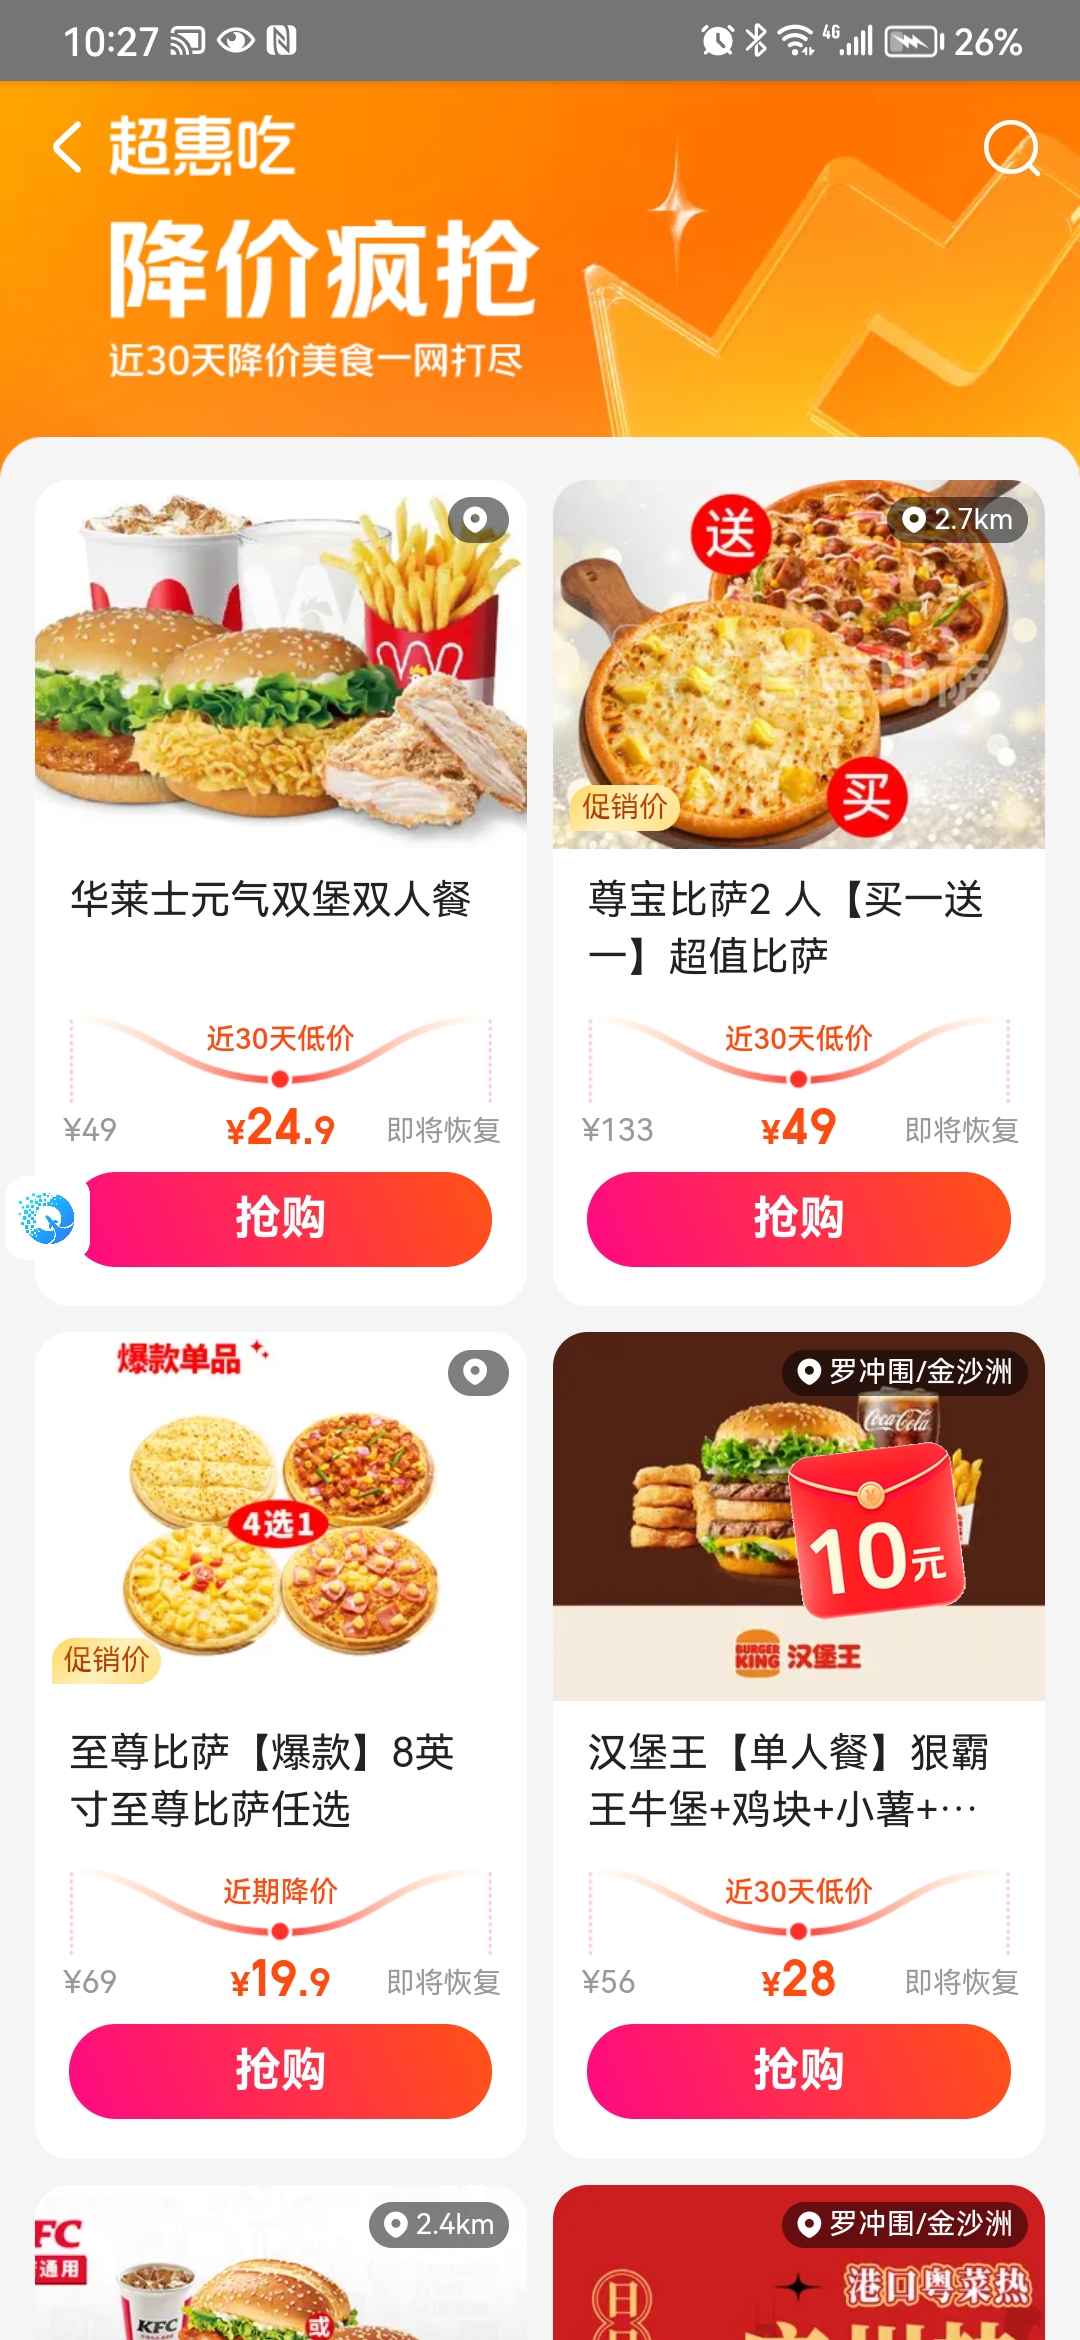 10:27
4G
26%
超惠吃
降价疯抢
近30天降价美食一网打尽
送
2.7km
买
促销价
华莱士元气双堡双人餐
尊宝比萨2 人【买一送
一】超值比萨
近30天低价
¥49
¥24.9
即将恢复
抢购
近30天低价
¥133
¥49
即将恢复
抢购
爆款单品
4选1
促销价
罗冲围/金沙洲
Coca-Cola
10元
BURGER
KING
汉堡王
至尊比萨【爆款】8英
寸至尊比萨任选
汉堡王【单人餐】狠霸
王牛堡+鸡块+小薯+…
近期降价
¥69
¥19.9
即将恢复
抢购
近30天低价
¥56
¥28
即将恢复
抢购
FC
通用
2.4km
KFC
或
罗冲围/金沙洲
港口粤菜热